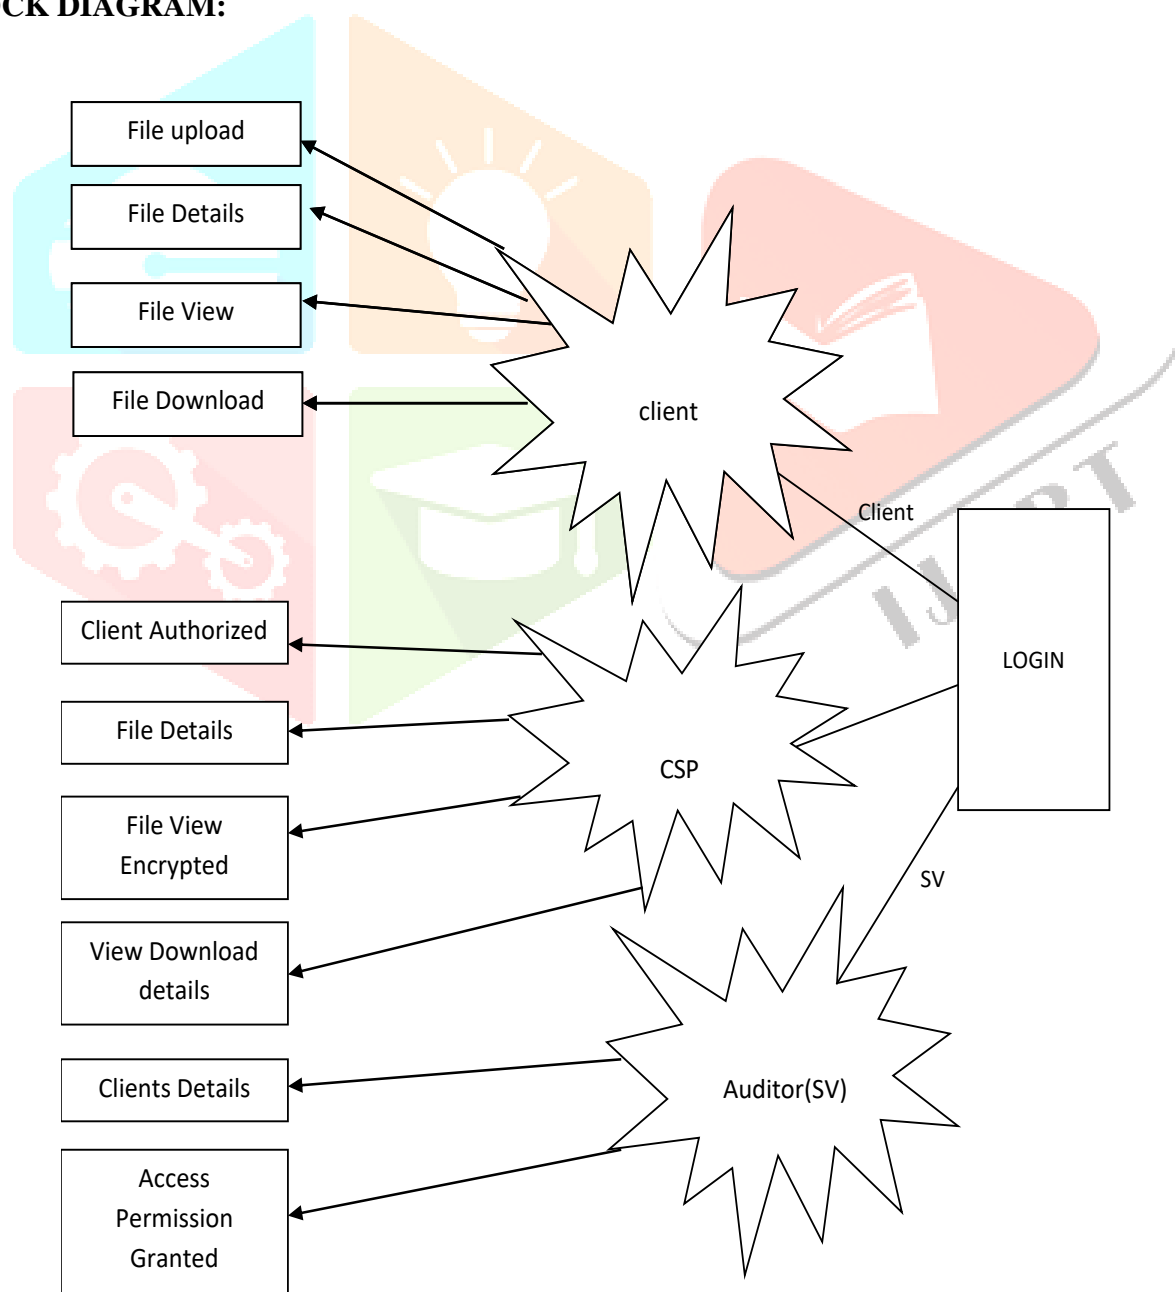 OCK DIAGRAM:
File upload
File Details
File View
File Download
client
Client
LOGIN
Client Authorized
File Details
File View
Encrypted
View Download
details
CSP
SV
Clients Details
Access
Permission
Granted
Auditor(SV)